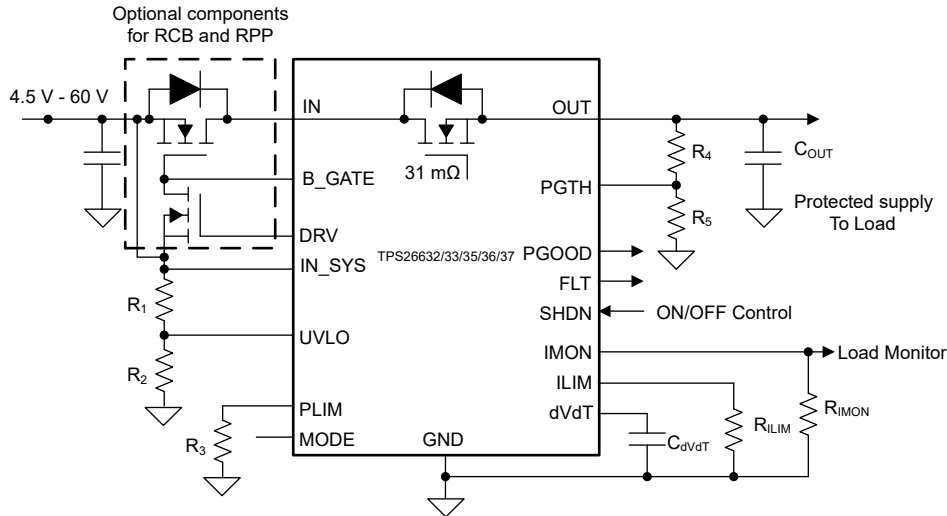 Optional components
for RCB and RPP
4.5 V - 60 V
IN
OUT
31 mΩ
R4
COUT
B_GATE
PGTH
R5
Protected supply
To Load
DRV
TPS26632/33/35/36/37
PGOOD
IN_SYS
FLT
R1
SHDN
ON/OFF Control
UVLO
IMON
Load Monitor
R2
ILIM
PLIM
dVdT
RILIM
RIMON
R3
MODE
GND
CdVdT